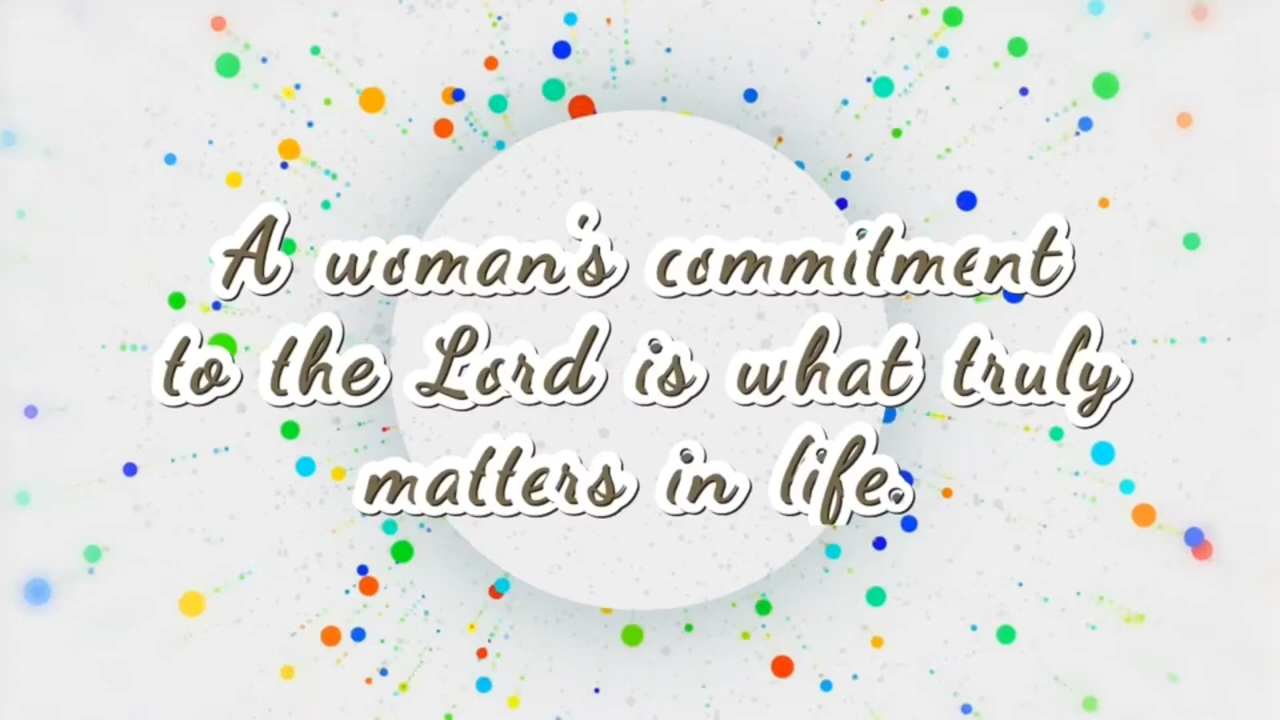 A woman's commitment
to the Lord is what truly
matters in life.